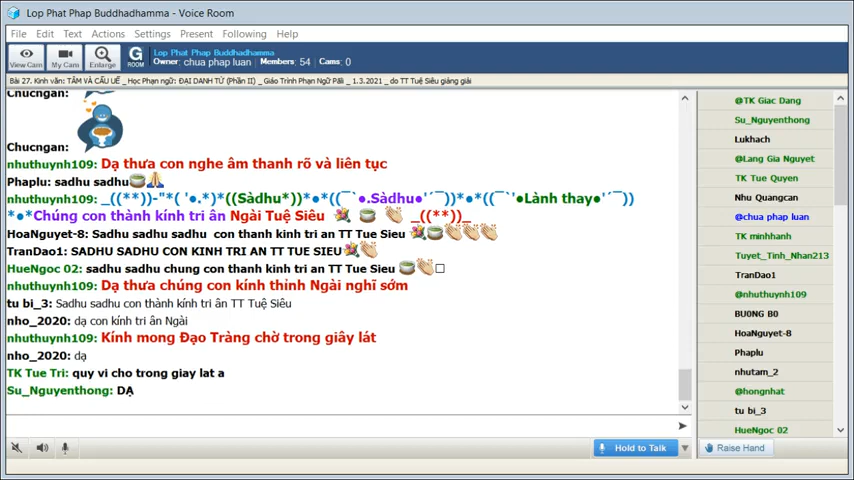 Lop Phat Phap Buddhadhamma - Voice Room
File Edit Text Actions Settings Present Following Help
View Cam My Cam Enlarge G ROOM Lop Phat Phap Buddhadhamma
Owner: chua phap luan Members: 54 Cams: 0
Bài 27. Kinh văn: TÂM VÀ CẤU UẾ _ Học Phạn ngữ: ĐẠI DANH TỪ (Phần II) _ Giáo Trình Phạn Ngữ Pāli _ 1.3.2021 _ do TT Tuệ Siêu giảng giải
Chucngan:
Chucngan:
nhuthuynh109: Dạ thưa con nghe âm thanh rõ và liên tục
Phaplu: sadhu sadhu🍵🙏
nhuthuynh109: _((**))-"*( '●.*)*((Sàdhu*))*●*((¯`●.Sàdhu●'´¯))*●*((¯`'●Lành thay●'´¯))
*●*Chúng con thành kính tri ân Ngài Tuệ Siêu 💐 🍵 👏 _((**))_
HoaNguyet-8: Sadhu sadhu sadhu con thanh kinh tri an TT Tue Sieu💐🍵👏👏👏
TranDao1: SADHU SADHU CON KINH TRI AN TT TUE SIEU💐👏
HueNgoc 02: sadhu sadhu chung con thanh kinh tri an TT Tue Sieu 🍵👏□
nhuthuynh109: Dạ thưa chúng con kính thỉnh Ngài nghĩ sớm
tu bi_3: Sadhu sadhu con thành kính tri ân TT Tuệ Siêu
nho_2020: dạ con kính tri ân Ngài
nhuthuynh109: Kính mong Đạo Tràng chờ trong giây lát
nho_2020: dạ
TK Tue Tri: quy vi cho trong giay lat a
Su_Nguyenthong: DẠ
Hold to Talk
Raise Hand
@TK Giac Dang
Su_Nguyenthong
Lukhach
@Lang Gia Nguyet
TK Tue Quyen
Nhu Quangcan
@chua phap luan
TK minhhanh
Tuyet_Tinh_Nhan213
TranDao1
@nhuthuynh109
BU0NG B0
HoaNguyet-8
Phaplu
nhutam_2
@hongnhat
tu bi_3
HueNgoc 02